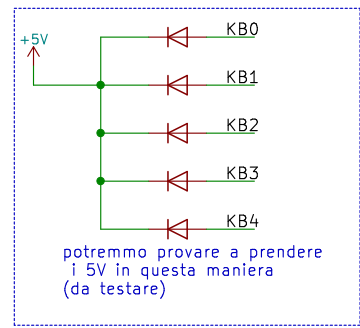 KB0
+5V
KB1
KB2
KB3
KB4
potremmo provare a prendere
i 5V in questa maniera
(da testare)